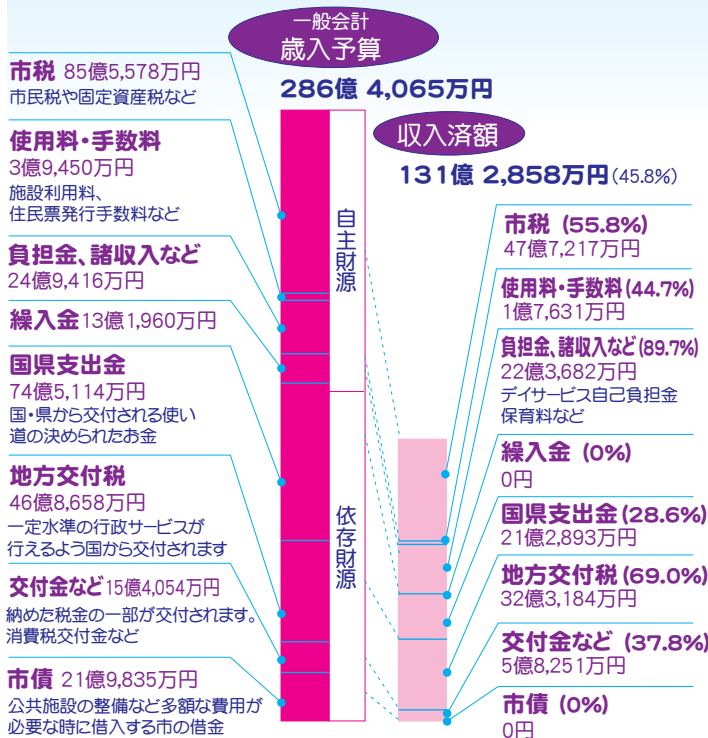 一般会計
歳入予算
286億 4,065万円
市税 85億5,578万円
市民税や固定資産税など
使用料・手数料
3億9,450万円
施設利用料、
住民票発行手数料など
負担金、諸収入など
24億9,416万円
繰入金13億1,960万円
国県支出金
74億5,114万円
国・県から交付される使い
道の決められたお金
地方交付税
46億8,658万円
一定水準の行政サービスが
行えるよう国から交付されます
交付金など15億4,054万円
納めた税金の一部が交付されます。
消費税交付金など
市債 21億9,835万円
公共施設の整備など多額な費用が
必要な時に借入する市の借金
自主財源
依存財源
収入済額
131億 2,858万円(45.8%)
市税 (55.8%)
47億7,217万円
使用料・手数料(44.7%)
1億7,631万円
負担金、諸収入など(89.7%)
22億3,682万円
デイサービス自己負担金
保育料など
繰入金 (0%)
0円
国県支出金(28.6%)
21億2,893万円
地方交付税(69.0%)
32億3,184万円
交付金など (37.8%)
5億8,251万円
市債 (0%)
0円